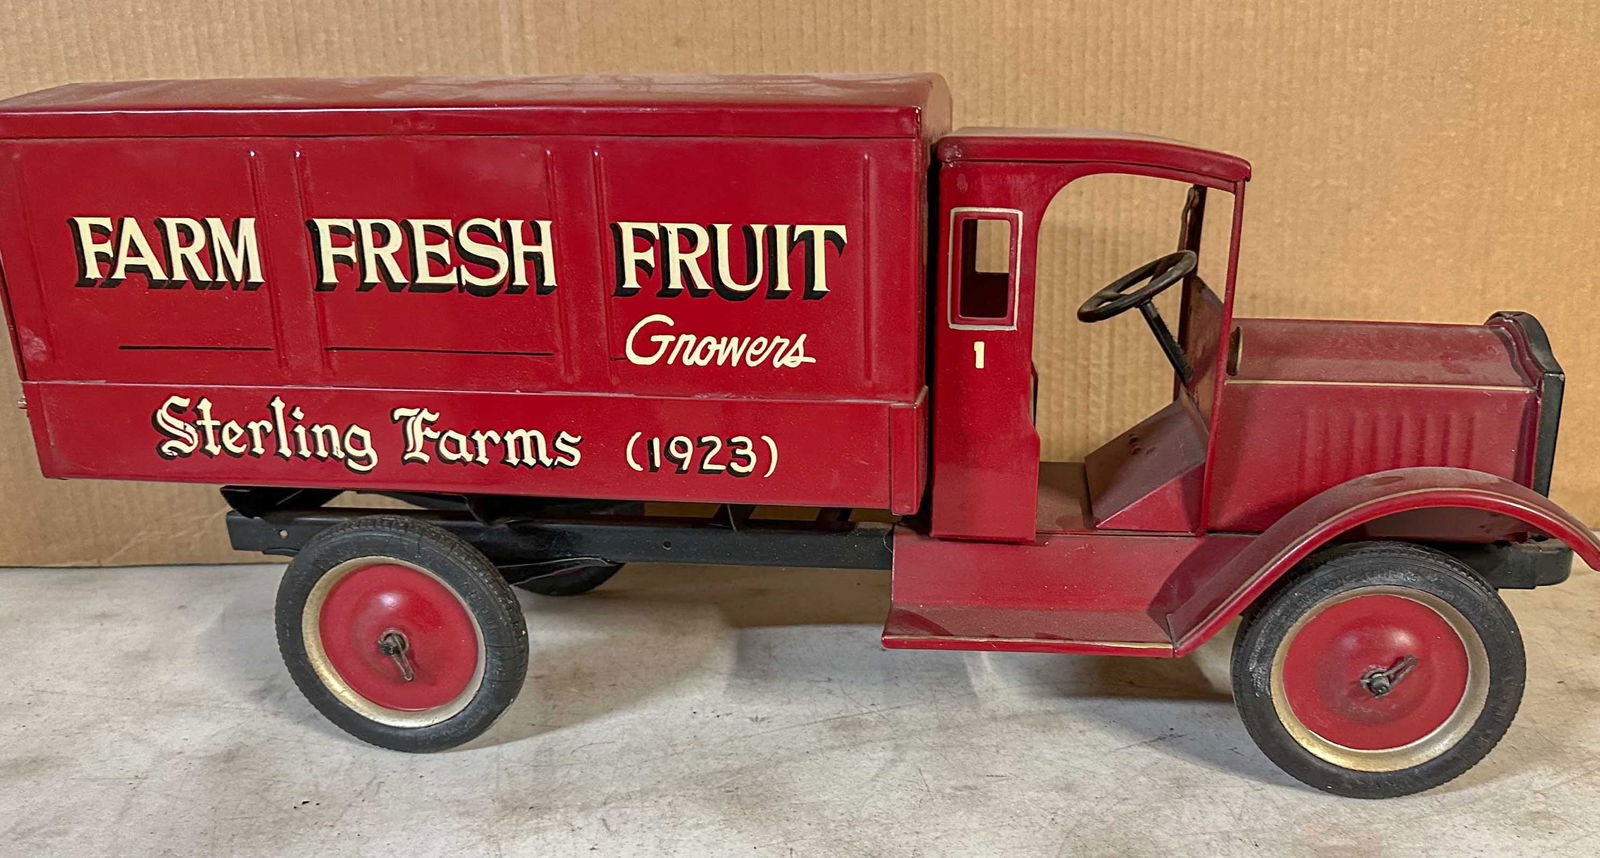 FARM FRESH FRUIT
Growers
1
Sterling Farms (1923)